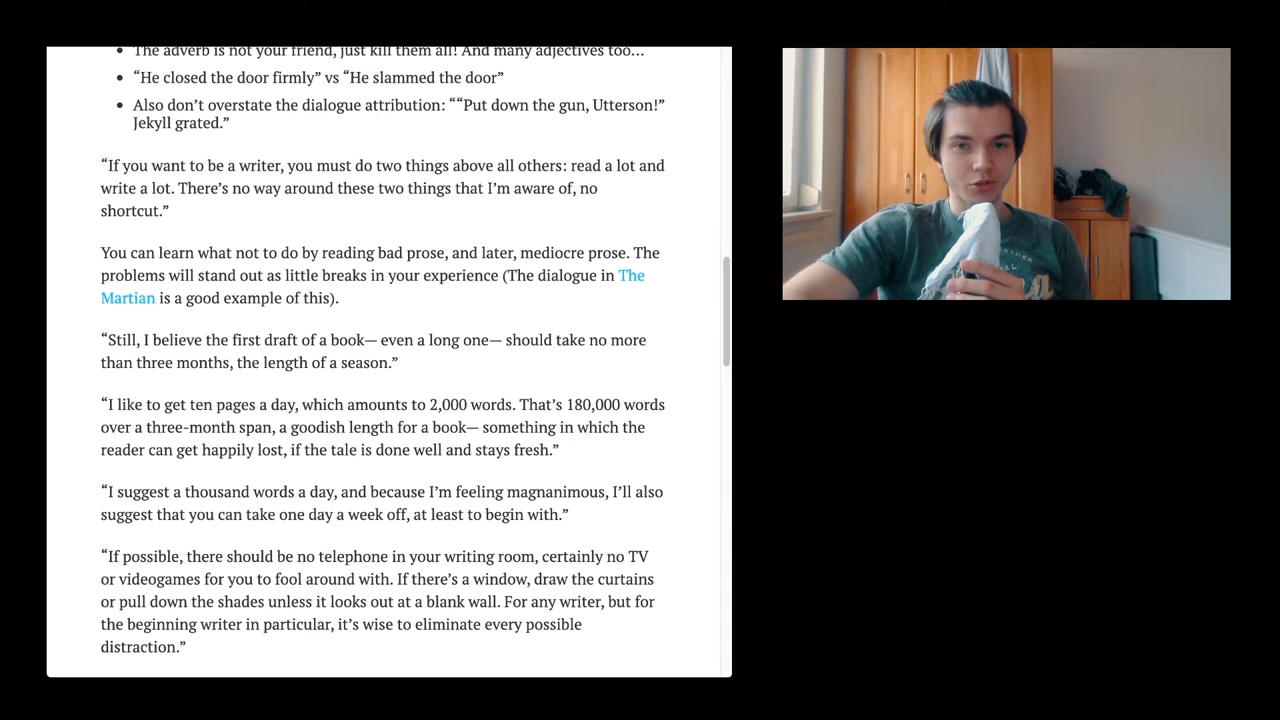 • The adverb is not your friend, just kill them all! And many adjectives too…
• “He closed the door firmly” vs “He slammed the door”
• Also don’t overstate the dialogue attribution: ““Put down the gun, Utterson!”
Jekyll grated.”
“If you want to be a writer, you must do two things above all others: read a lot and
write a lot. There’s no way around these two things that I’m aware of, no
shortcut.”
You can learn what not to do by reading bad prose, and later, mediocre prose. The
problems will stand out as little breaks in your experience (The dialogue in The
Martian is a good example of this).
“Still, I believe the first draft of a book— even a long one— should take no more
than three months, the length of a season.”
“I like to get ten pages a day, which amounts to 2,000 words. That’s 180,000 words
over a three-month span, a goodish length for a book— something in which the
reader can get happily lost, if the tale is done well and stays fresh.”
“I suggest a thousand words a day, and because I’m feeling magnanimous, I’ll also
suggest that you can take one day a week off, at least to begin with.”
“If possible, there should be no telephone in your writing room, certainly no TV
or videogames for you to fool around with. If there’s a window, draw the curtains
or pull down the shades unless it looks out at a blank wall. For any writer, but for
the beginning writer in particular, it’s wise to eliminate every possible
distraction.”